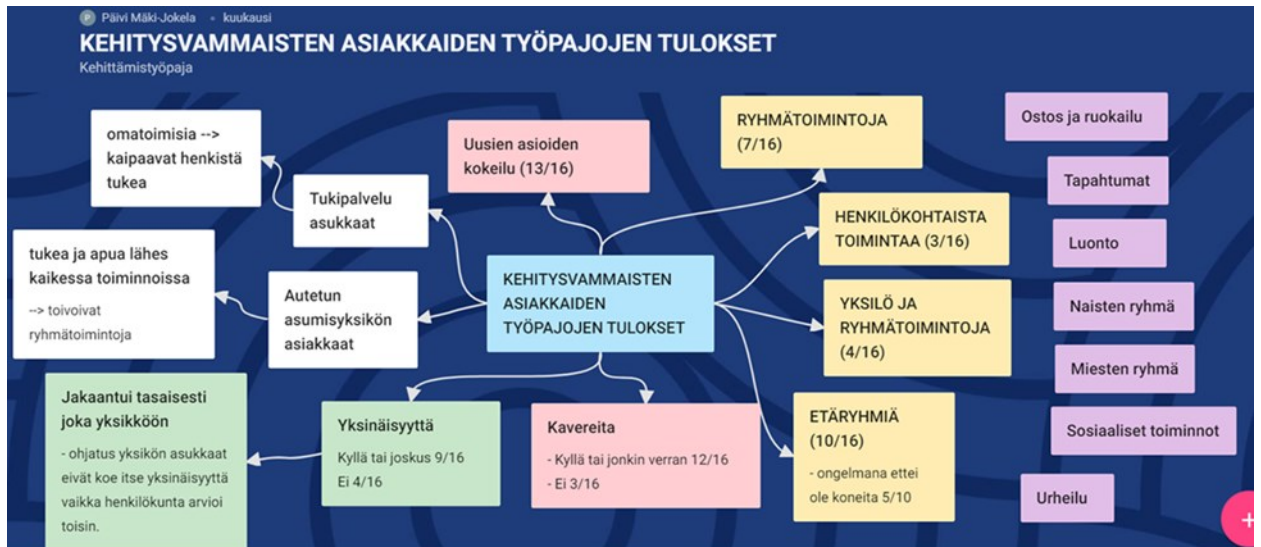 P Päivi Mäki-Jokela • kuukausi
KEHITYSVAMMAISTEN ASIAKKAIDEN TYÖPAJOJEN TULOKSET
Kehittämistyöpaja
omatoimisia -->
kaipaavat henkistä
tukea
Tukipalvelu
asukkaat
tukea ja apua lähes
kaikessa toiminnoissa
--> toivoivat
ryhmätoimintoja
Autetun
asumisyksikön
asiakkaat
Jakaantui tasaisesti
joka yksikköön
- ohjatus yksikön asukkaat
eivät koe itse yksinäisyyttä
vaikka henkilökunta arvioi
toisin.
Yksinäisyyttä
Kyllä tai joskus 9/16
Ei 4/16
Uusien asioiden
kokeilu (13/16)
KEHITYSVAMMAISTEN
ASIAKKAIDEN
TYÖPAJOJEN TULOKSET
Kavereita
- Kyllä tai jonkin verran 12/16
- Ei 3/16
RYHMÄTOIMINTOJA
(7/16)
HENKILÖKOHTAISTA
TOIMINTAA (3/16)
YKSILÖ JA
RYHMÄTOIMINTOJA
(4/16)
ETÄRYHMIÄ
(10/16)
- ongelmana ettei
ole koneita 5/10
Ostos ja ruokailu
Tapahtumat
Luonto
Naisten ryhmä
Miesten ryhmä
Sosiaaliset toiminnot
Urheilu
+